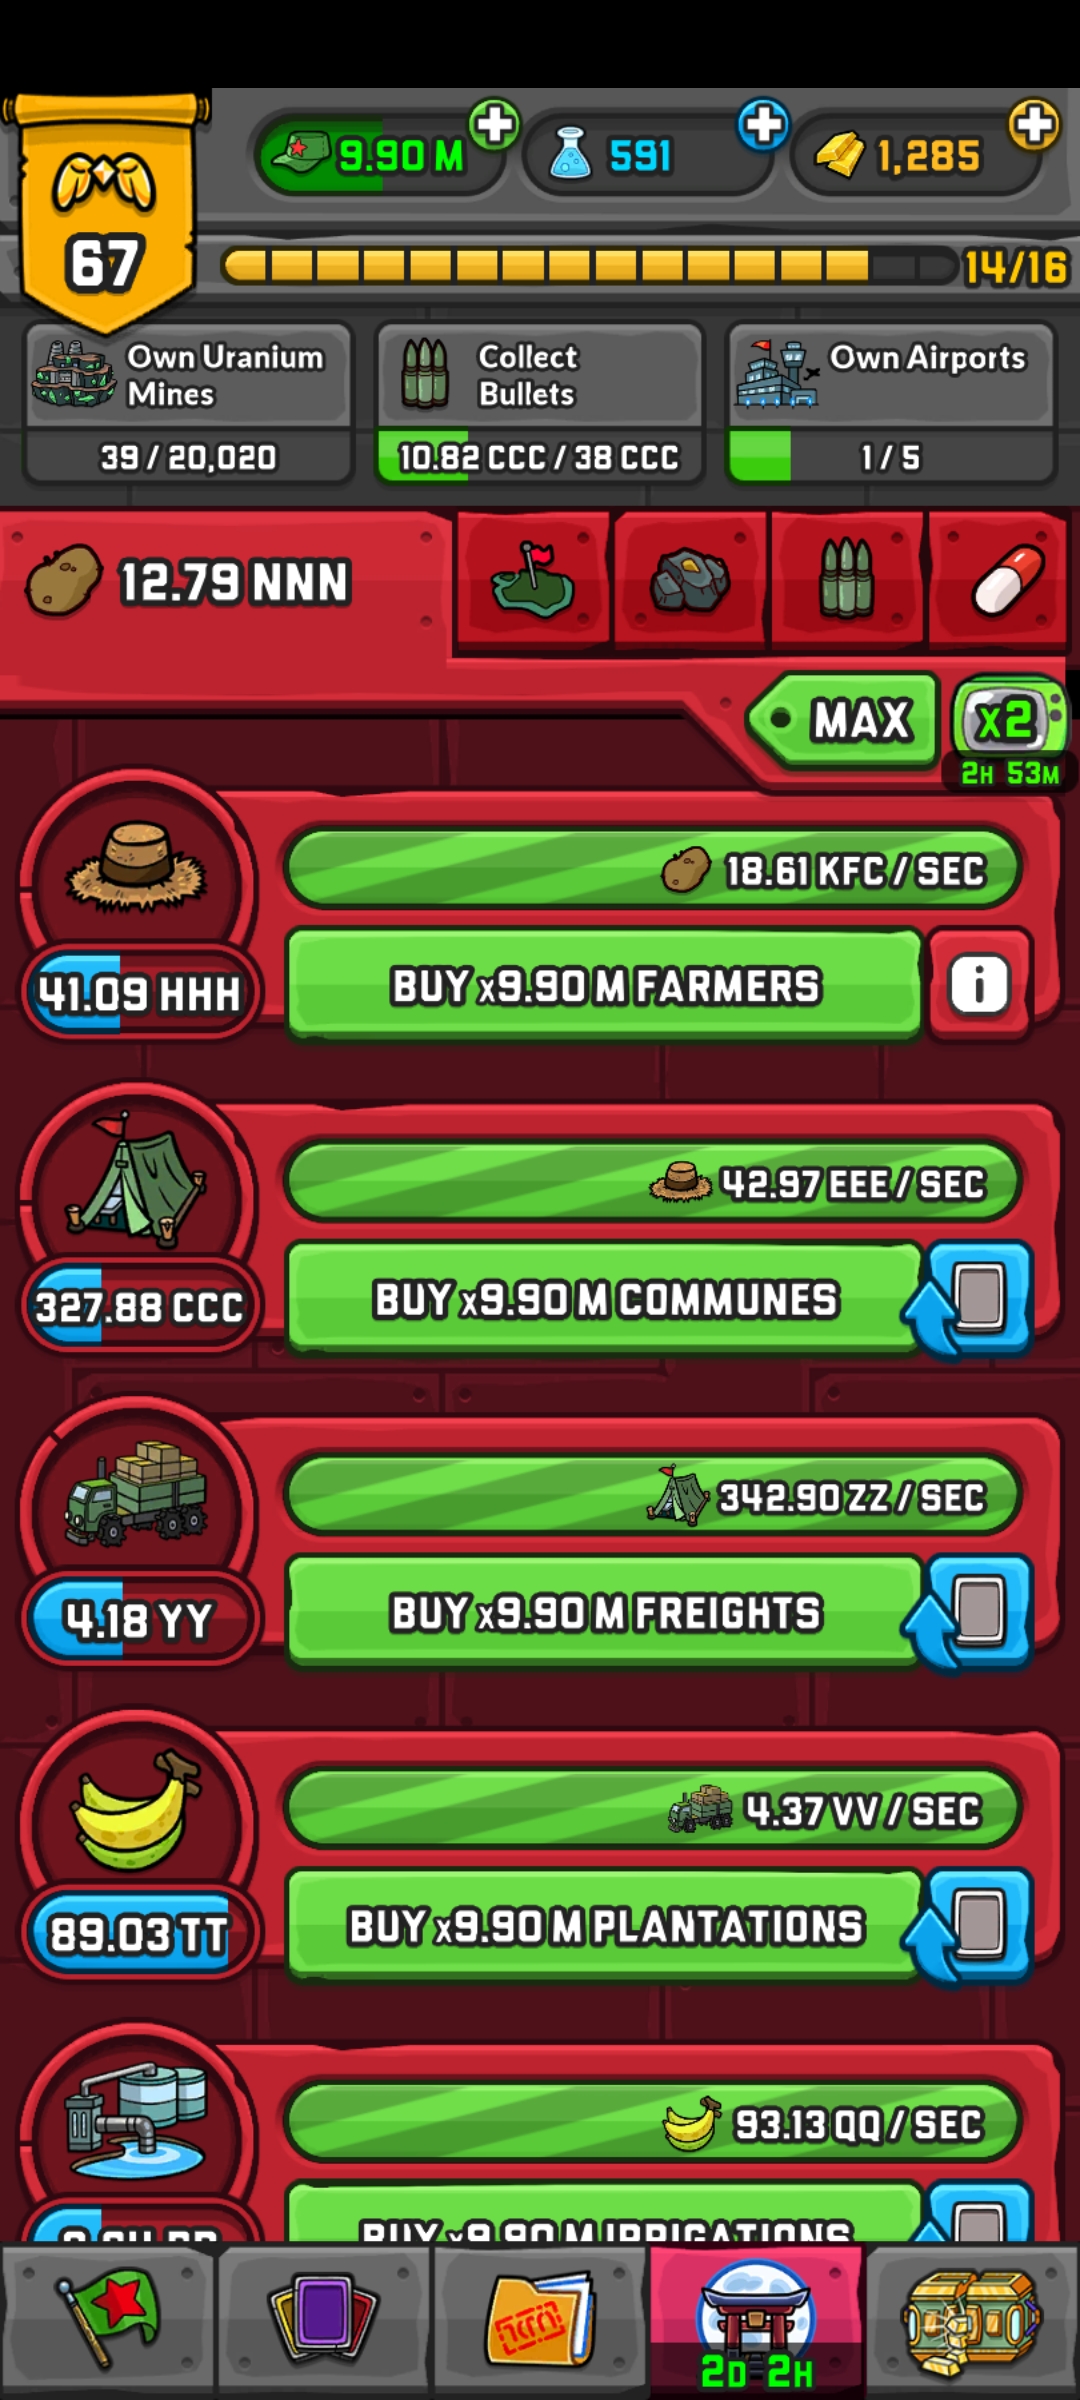 67
9.90 M
591
1,285
14/16
Own Uranium
Mines
39 / 20,020
Collect
Bullets
10.82 CCC / 38 CCC
Own Airports
1 / 5
12.79 NNN
MAX
x2
2H 53M
18.61 KFC / SEC
41.09 HHH
BUY x9.90 M FARMERS
i
42.97 EEE / SEC
327.88 CCC
BUY x9.90 M COMMUNES
342.90 ZZ / SEC
4.18 YY
BUY x9.90 M FREIGHTS
4.37 VV / SEC
89.03 TT
BUY x9.90 M PLANTATIONS
93.13 QQ / SEC
BUY x9.90 M IRRIGATIONS
2D 2H